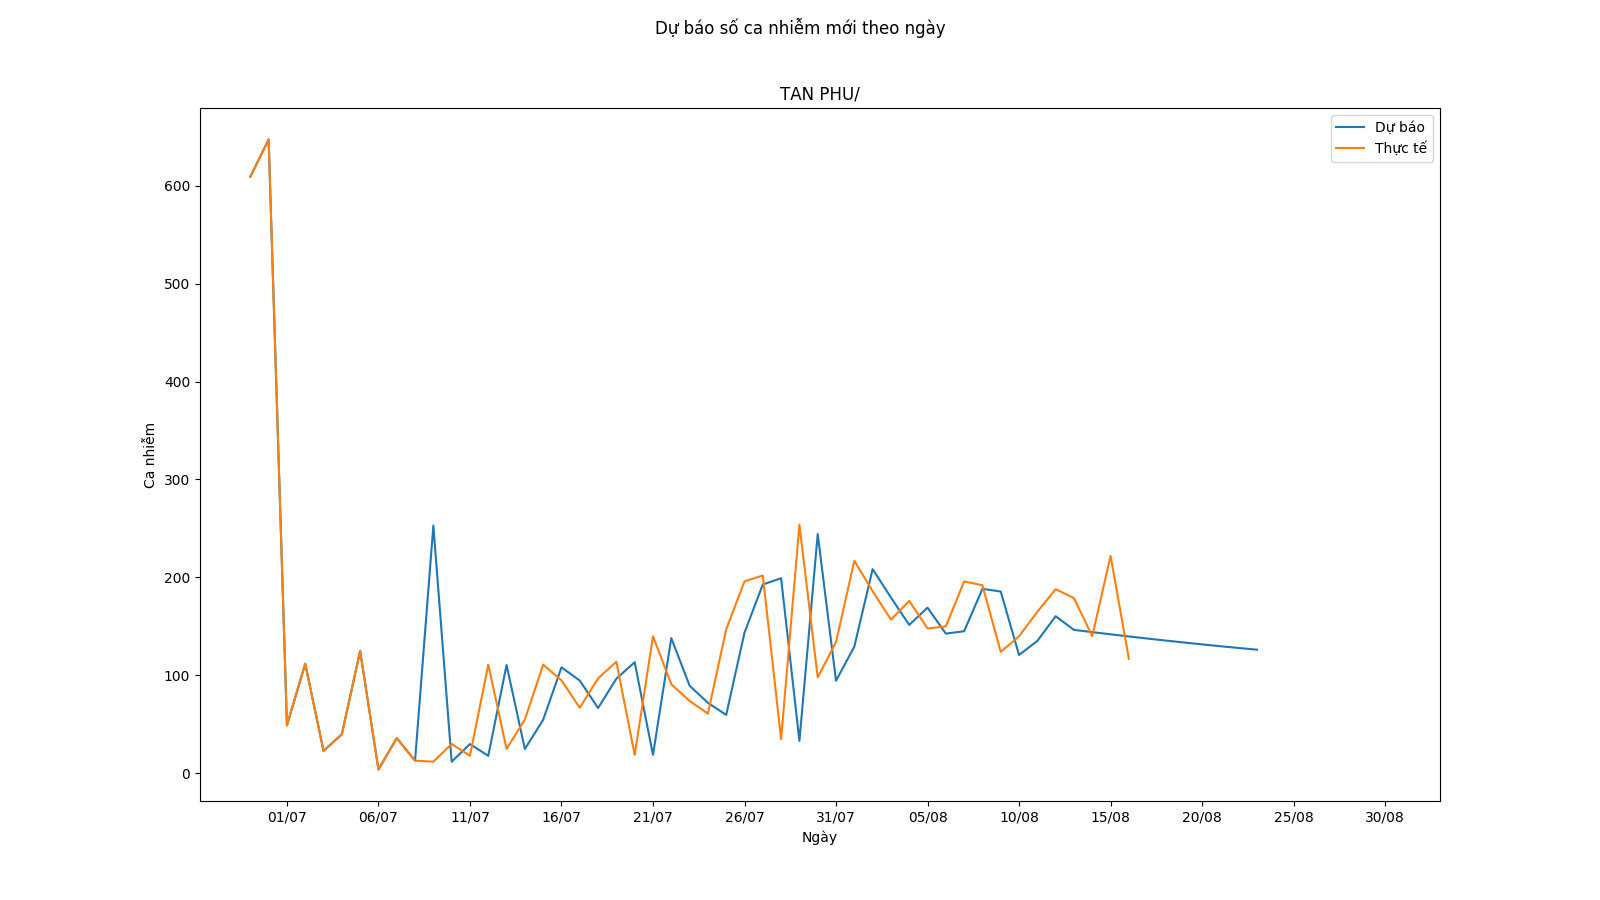 Dự báo số ca nhiễm mới theo ngày
TAN PHU/
Dự báo
Thực tế
600
500
400
300
200
100
0
Ca nhiễm
01/07 06/07 11/07 16/07 21/07 26/07 31/07 05/08 10/08 15/08 20/08 25/08 30/08
Ngày